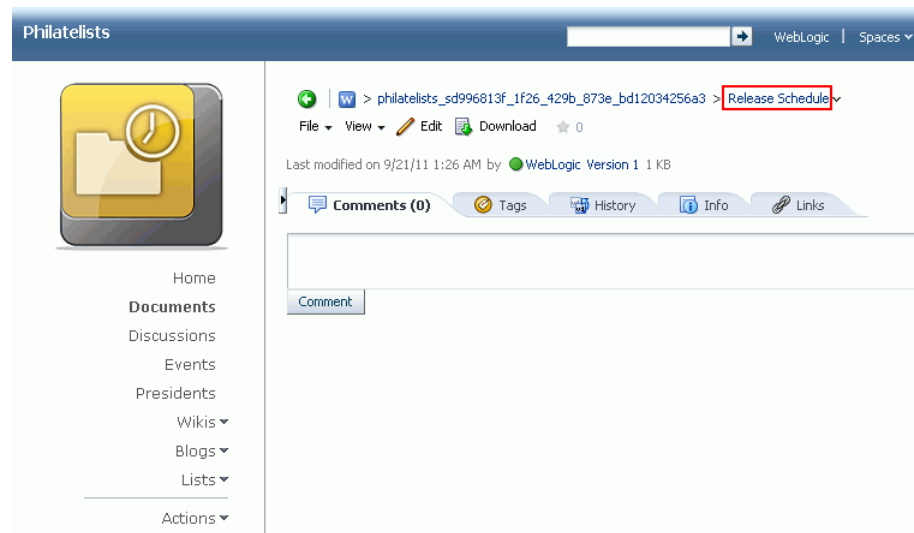 Philatelists
WebLogic | Spaces
W > philatelists_sd996813f_1f26_429b_873e_bd12034256a3 > Release Schedule
File View Edit Download 0
Last modified on 9/21/11 1:26 AM by WebLogic Version 1 1 KB
Comments (0) Tags History Info Links
Comment
Home
Documents
Discussions
Events
Presidents
Wikis
Blogs
Lists
Actions